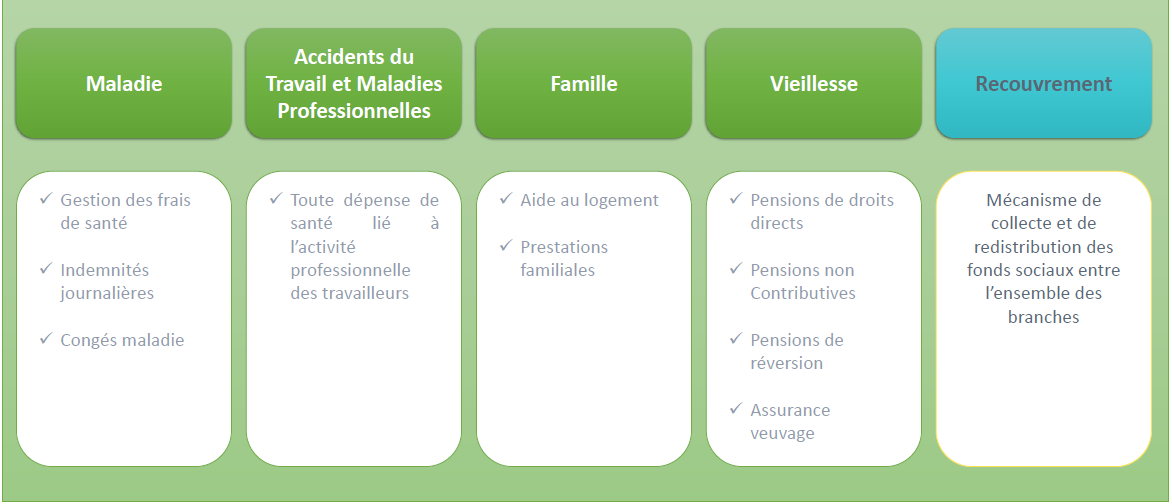 Maladie
Accidents du
Travail et Maladies
Professionnelles
Famille
Vieillesse
Recouvrement
✓ Gestion des frais
de santé
✓ Indemnités
journalières
✓ Congés maladie
✓ Toute dépense de
santé lié à
l’activité
professionnelle
des travailleurs
✓ Aide au logement
✓ Prestations
familiales
✓ Pensions de droits
directs
✓ Pensions non
Contributives
✓ Pensions de
réversion
✓ Assurance
veuvage
Mécanisme de
collecte et de
redistribution des
fonds sociaux entre
l’ensemble des
branches